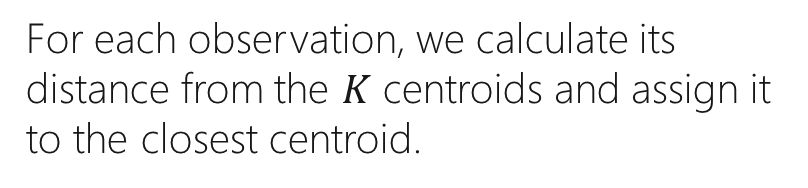 For each observation, we calculate its
distance from the K centroids and assign it
to the closest centroid.